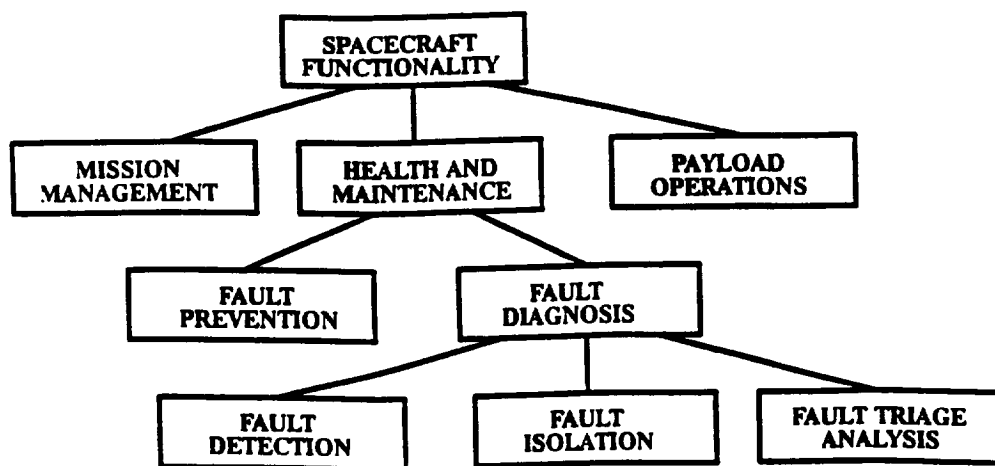 SPACECRAFT
FUNCTIONALITY
MISSION
MANAGEMENT
HEALTH AND
MAINTENANCE
PAYLOAD
OPERATIONS
FAULT
PREVENTION
FAULT
DIAGNOSIS
FAULT
DETECTION
FAULT
ISOLATION
FAULT TRIAGE
ANALYSIS